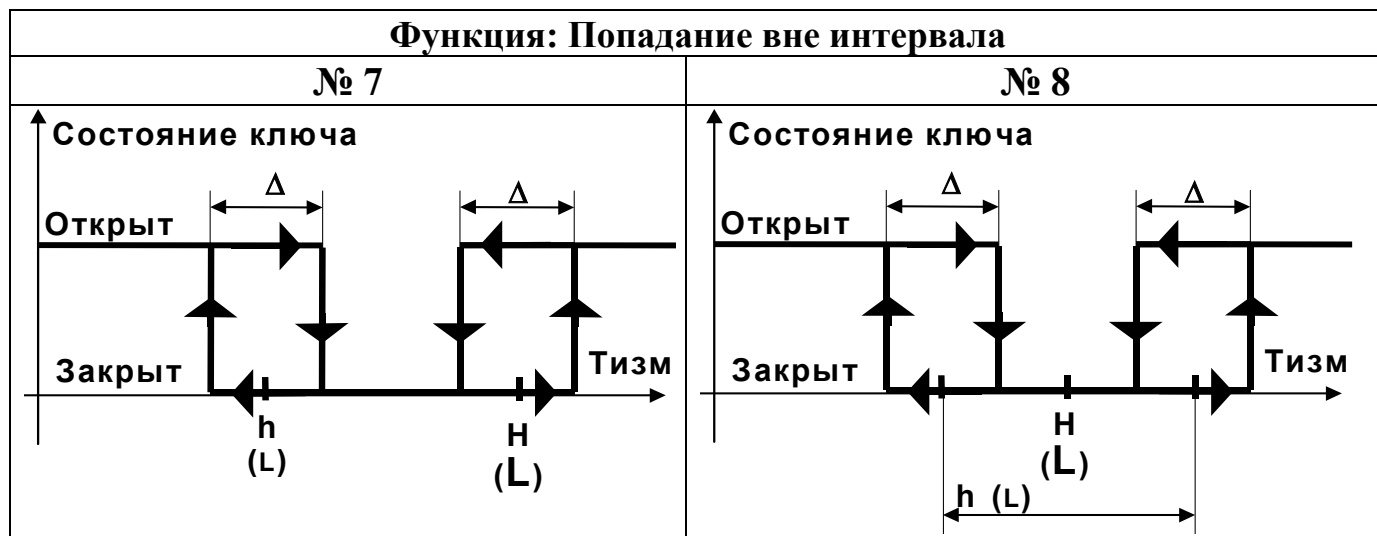 Функция: Попадание вне интервала
№ 7
№ 8
Состояние ключа
Δ
Δ
Открыт
Закрыт
Тизм
h
(L)
H
(L)
Состояние ключа
Δ
Δ
Открыт
Закрыт
Тизм
H
(L)
h (L)